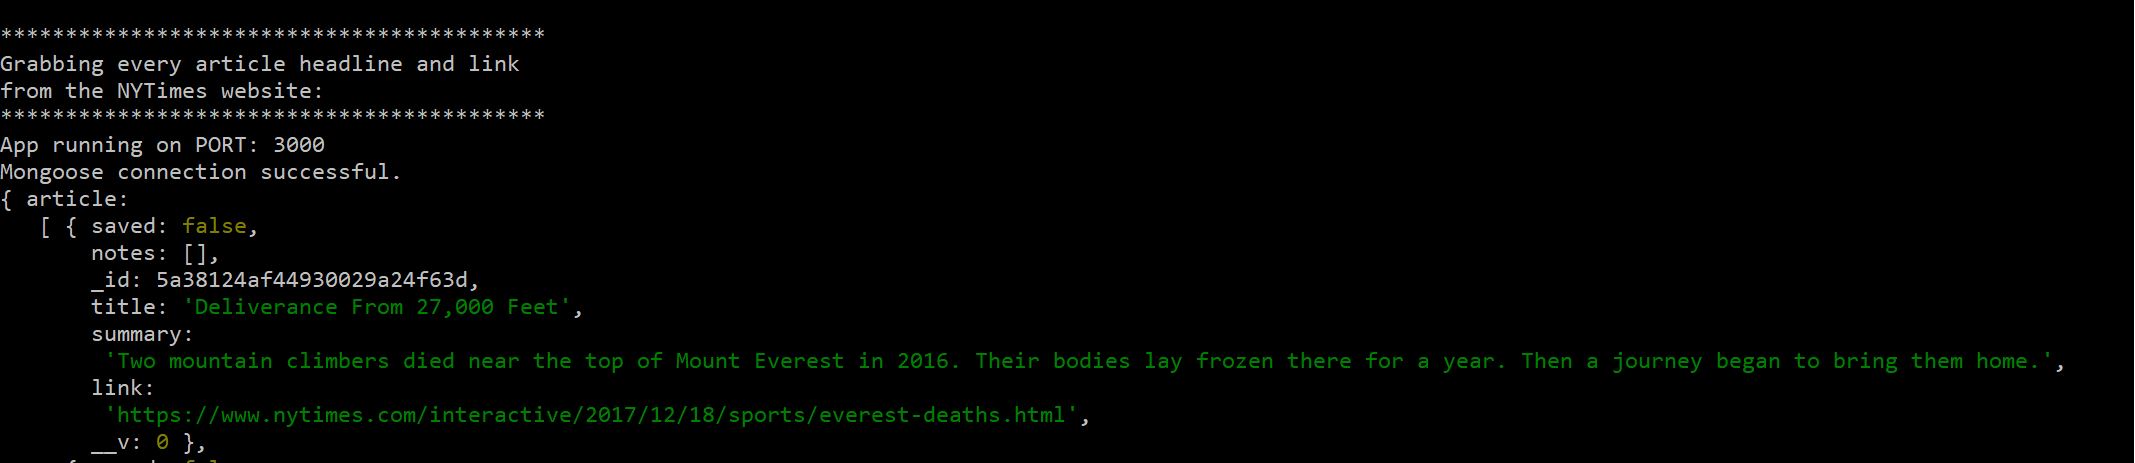 ******************************************
Grabbing every article headline and link
from the NYTimes website:
******************************************
App running on PORT: 3000
Mongoose connection successful.
{ article:
   [ { saved: false,
       notes: [],
       _id: 5a38124af44930029a24f63d,
       title: 'Deliverance From 27,000 Feet',
       summary:
        'Two mountain climbers died near the top of Mount Everest in 2016. Their bodies lay frozen there for a year. Then a journey began to bring them home.',
       link:
        'https://www.nytimes.com/interactive/2017/12/18/sports/everest-deaths.html',
       __v: 0 },